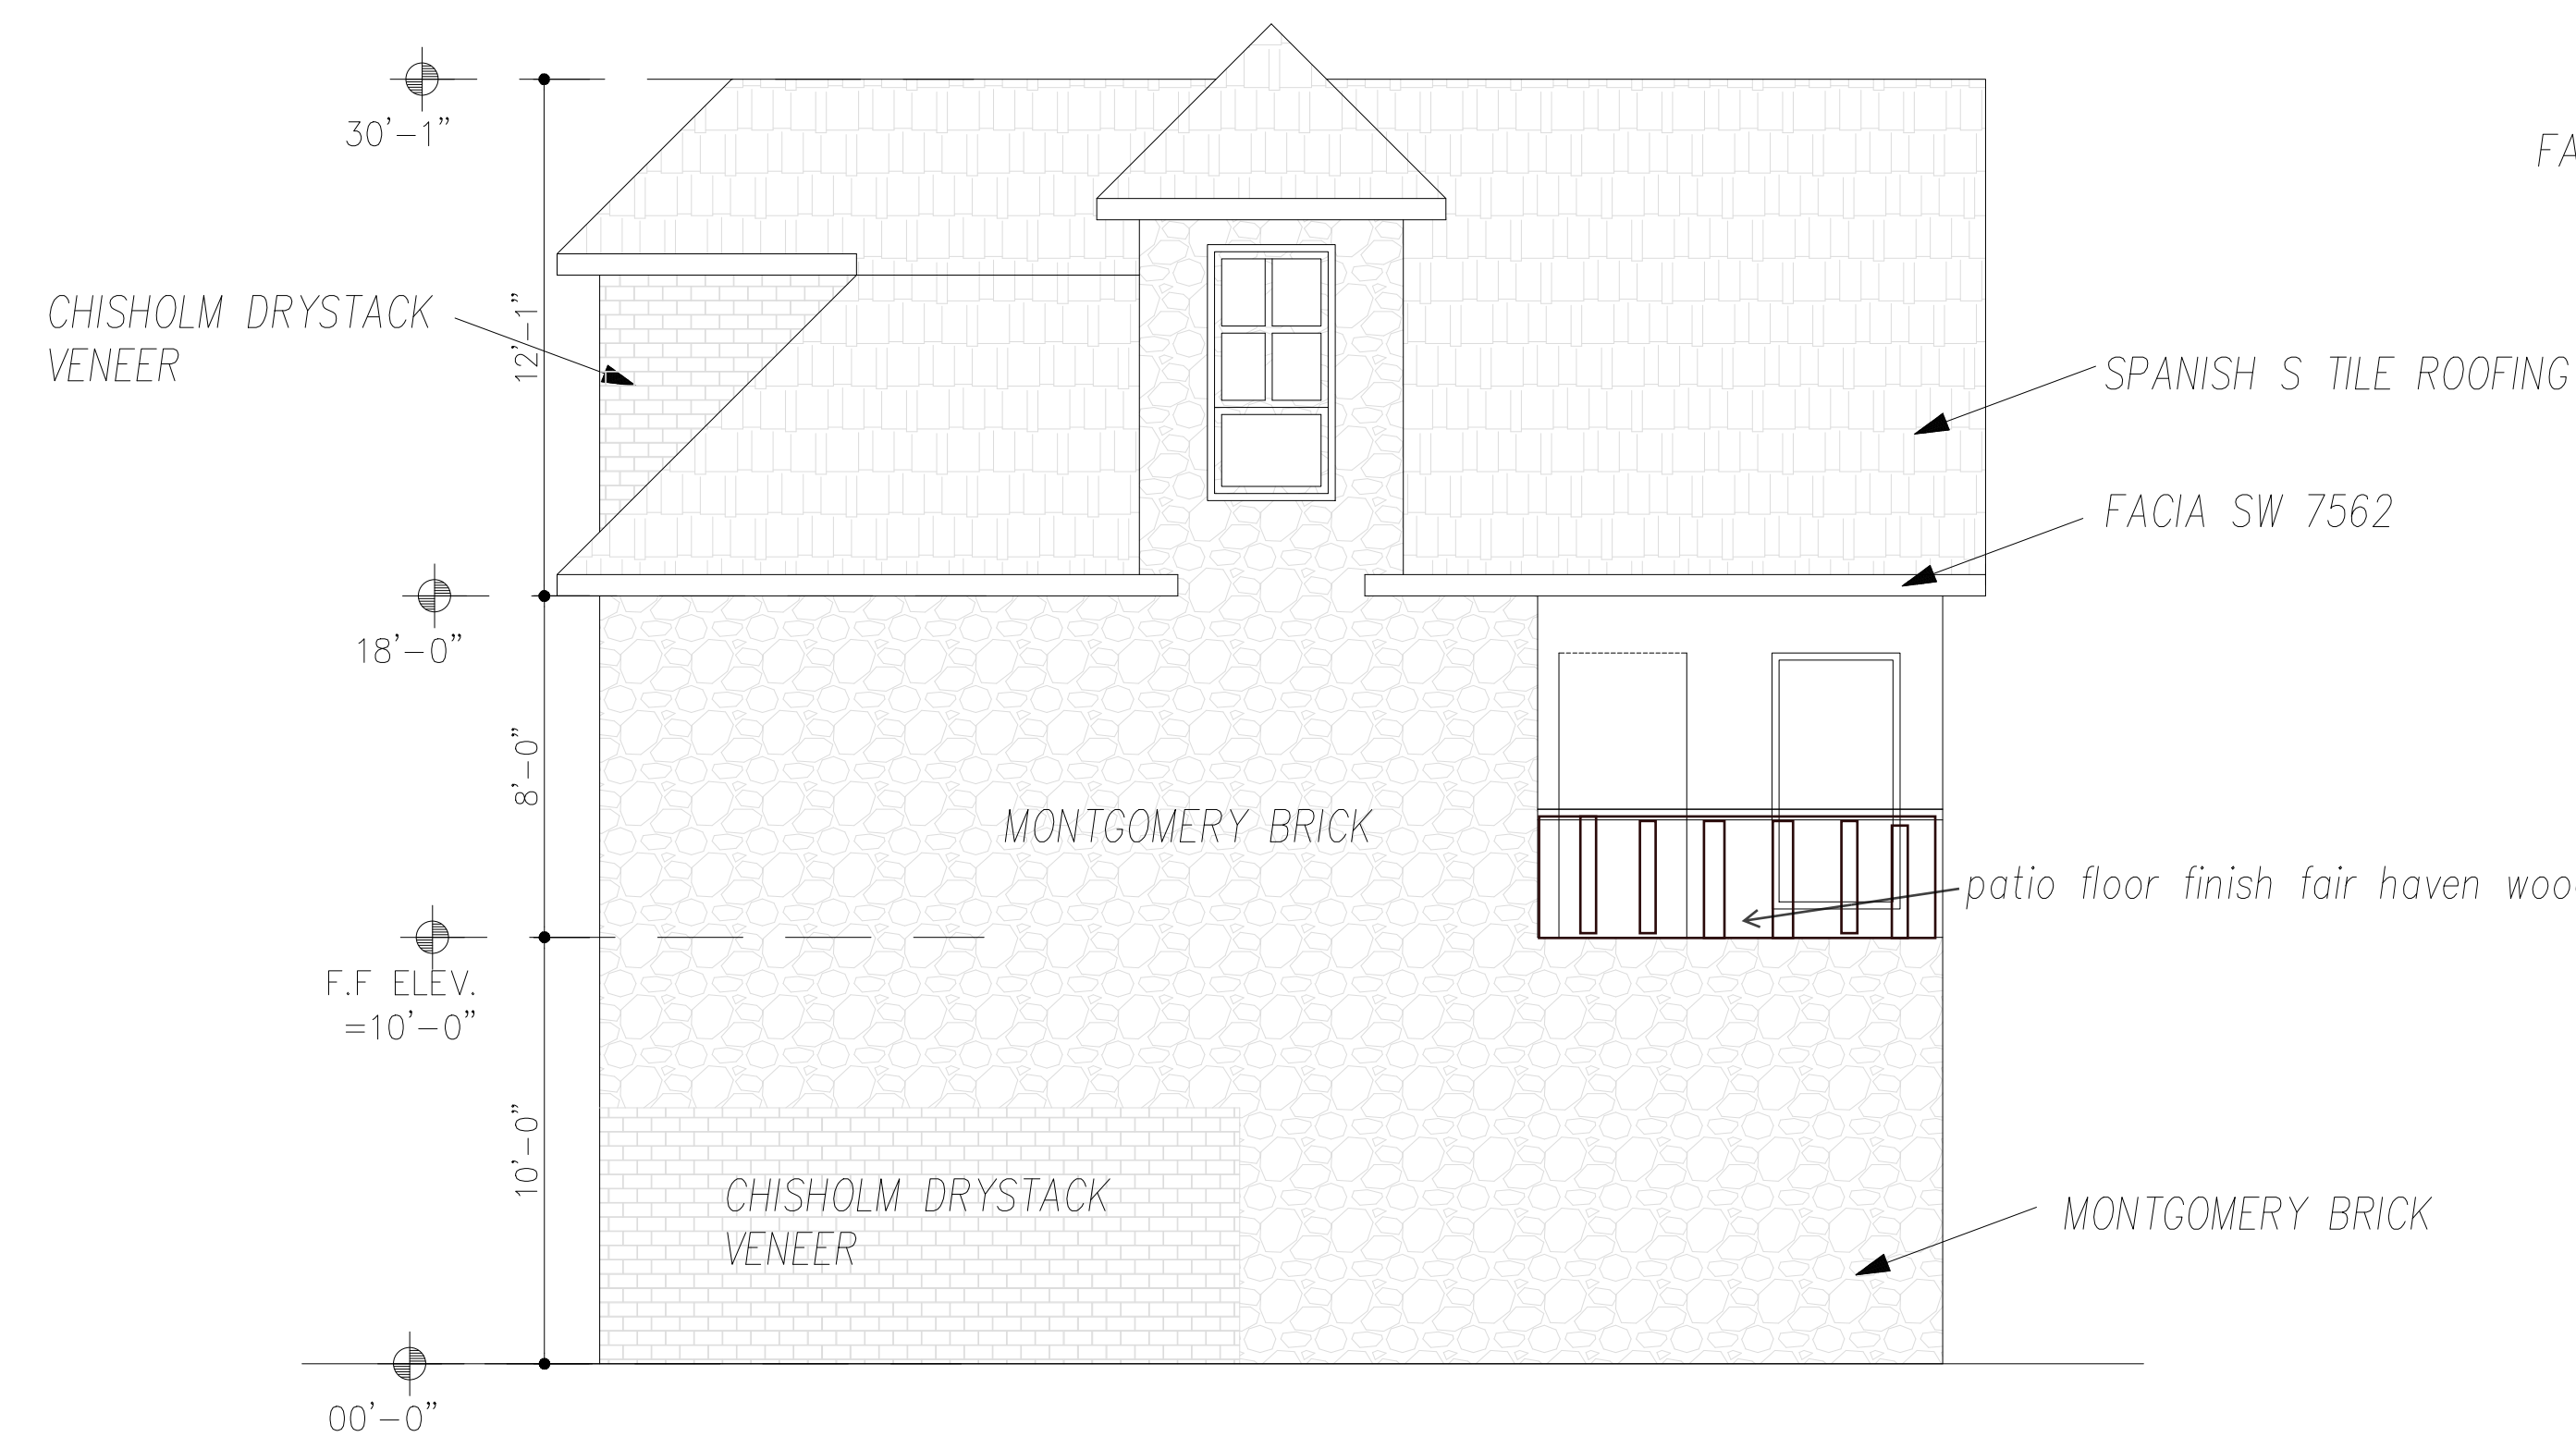 30'-1"
FA
CHISHOLM DRYSTACK
VENEER
12'-1"
SPANISH S TILE ROOFING
FACIA SW 7562
18'-0"
8'-0"
MONTGOMERY BRICK
patio floor finish fair haven woo
F.F ELEV.
=10'-0"
10'-0"
CHISHOLM DRYSTACK
VENEER
MONTGOMERY BRICK
00'-0"